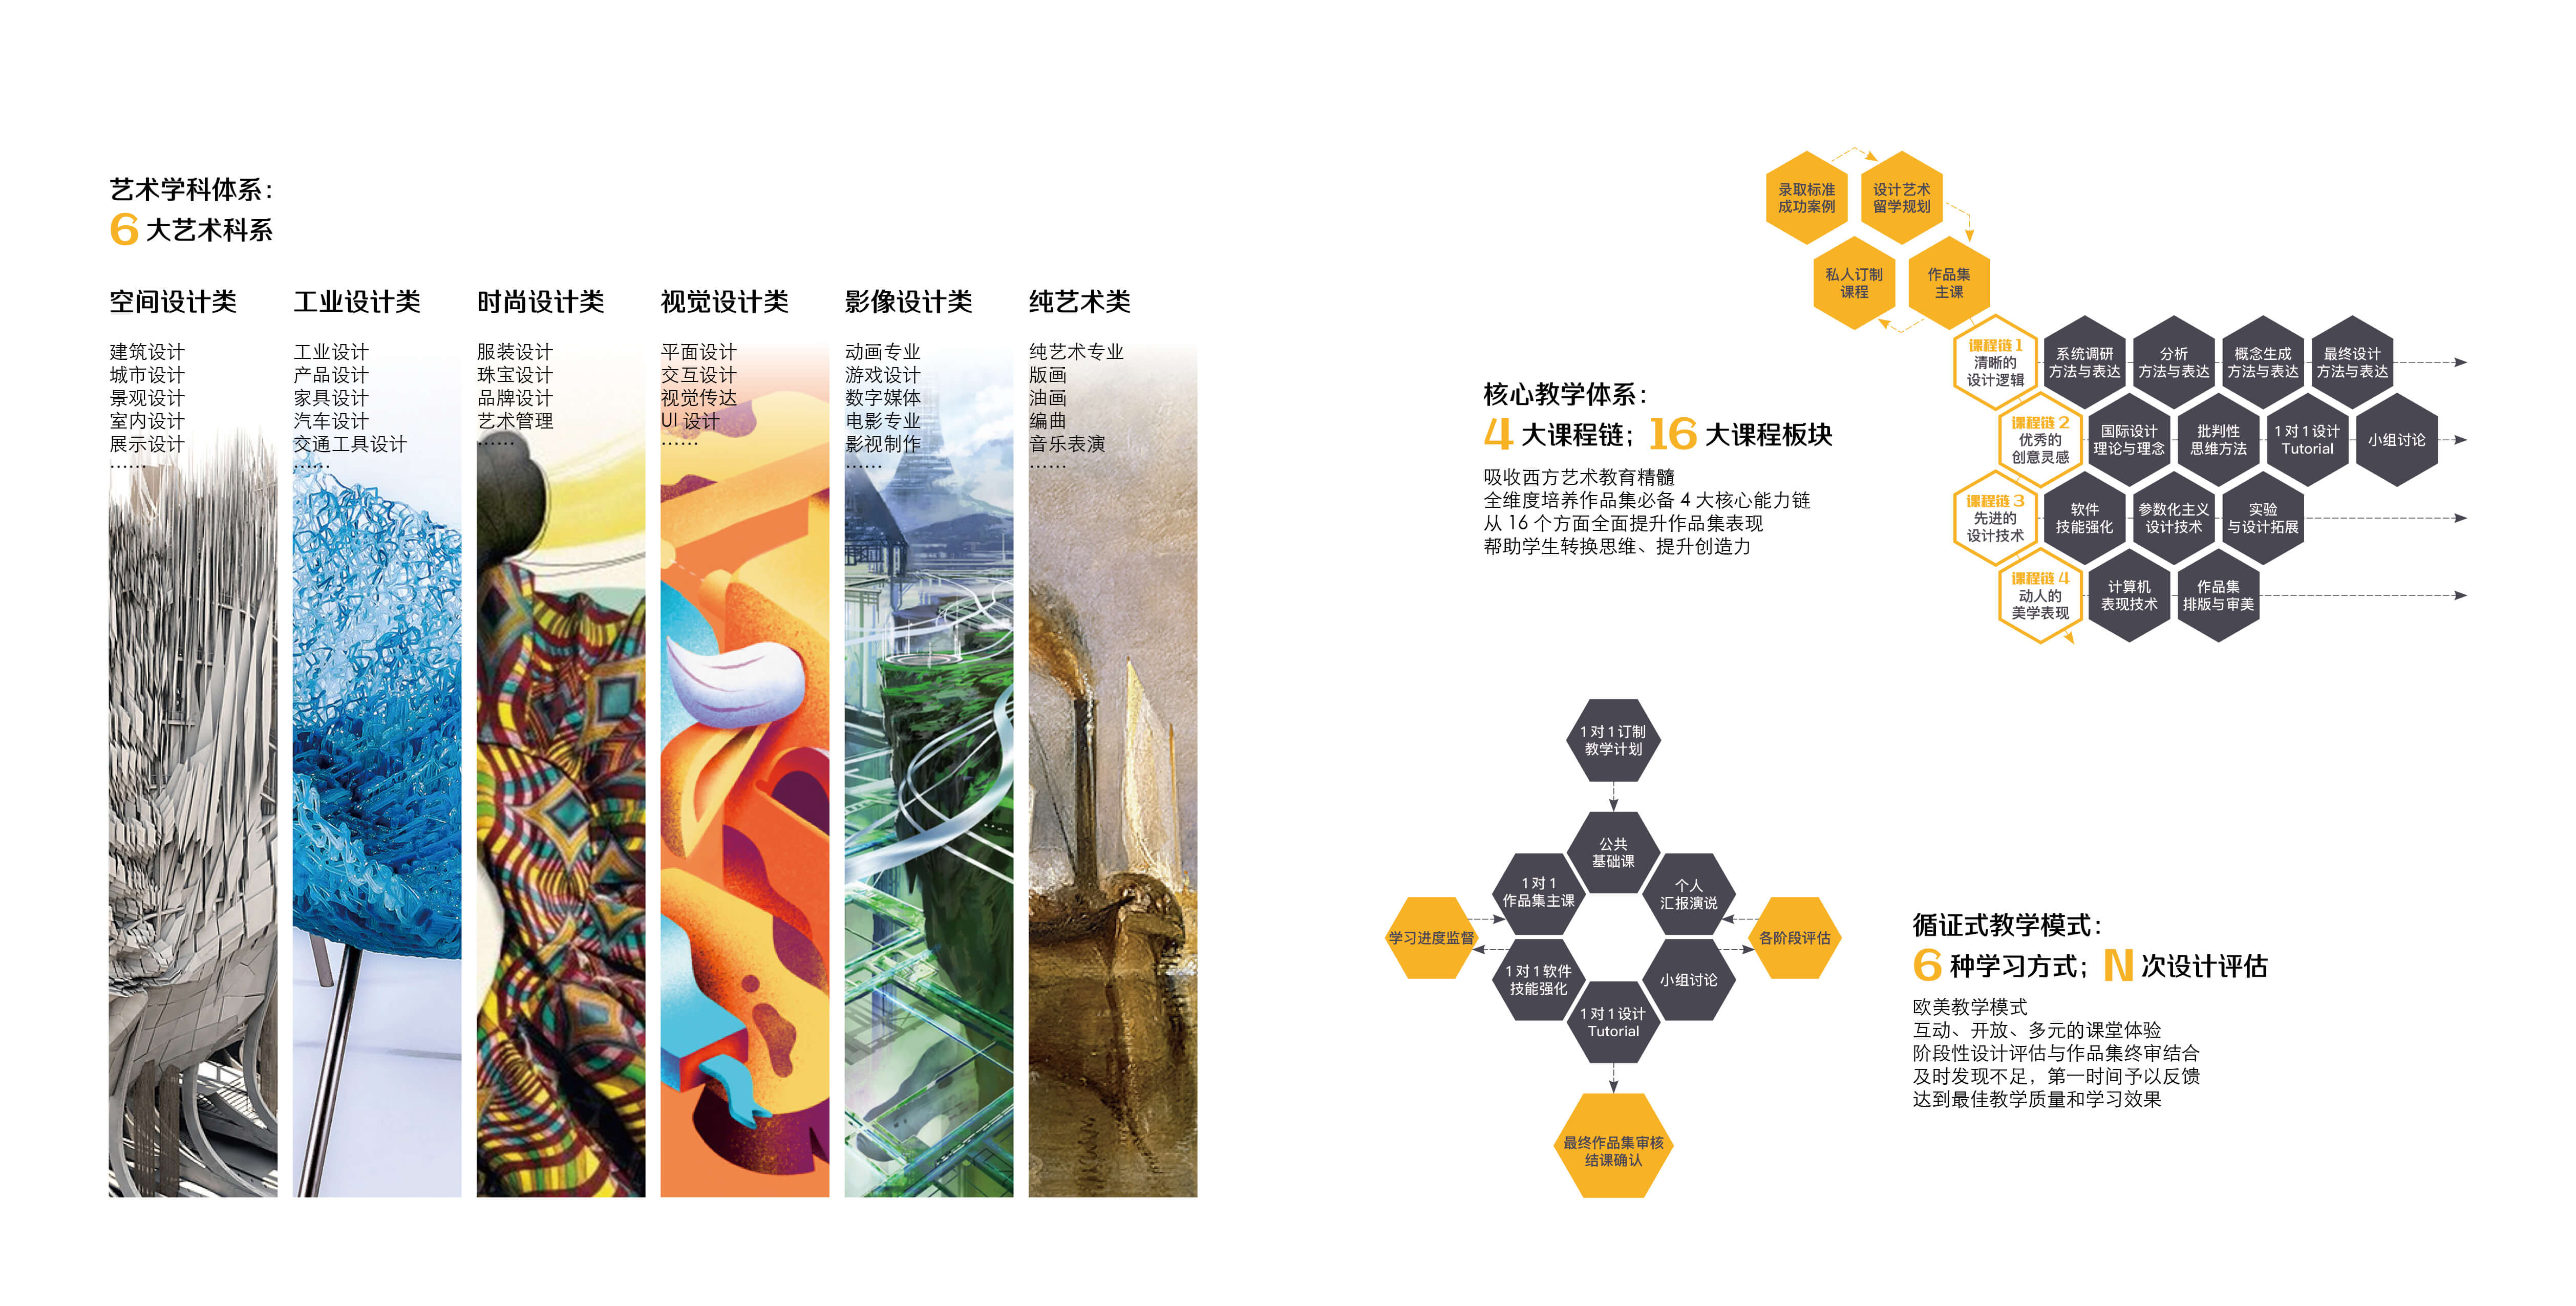 艺术学科体系：
6 大艺术科系
空间设计类
建筑设计
城市设计
景观设计
室内设计
展示设计
……
工业设计类
工业设计
产品设计
家具设计
汽车设计
交通工具设计
……
时尚设计类
服装设计
珠宝设计
品牌设计
艺术管理
……
视觉设计类
平面设计
交互设计
视觉传达
UI 设计
……
影像设计类
动画专业
游戏设计
数字媒体
电影专业
影视制作
……
纯艺术类
纯艺术专业
版画
油画
编曲
音乐表演
……
核心教学体系：
4 大课程链；16 大课程板块
吸收西方艺术教育精髓
全维度培养作品集必备 4 大核心能力链
从 16 个方面全面提升作品集表现
帮助学生转换思维、提升创造力
录取标准
成功案例
设计艺术
留学规划
私人订制
课程
作品集
主课
课程链 1
清晰的
设计逻辑
系统调研
方法与表达
分析
方法与表达
概念生成
方法与表达
最终设计
方法与表达
课程链 2
优秀的
创意灵感
国际设计
理论与理念
批判性
思维方法
1 对 1 设计
Tutorial
小组讨论
课程链 3
先进的
设计技术
软件
技能强化
参数化主义
设计技术
实验
与设计拓展
课程链 4
动人的
美学表现
计算机
表现技术
作品集
排版与审美
1 对 1 订制
教学计划
公共
基础课
1 对 1
作品集主课
个人
汇报演说
学习进度监督
各阶段评估
1 对 1 软件
技能强化
小组讨论
1 对 1 设计
Tutorial
最终作品集审核
结课确认
循证式教学模式：
6 种学习方式；N 次设计评估
欧美教学模式
互动、开放、多元的课堂体验
阶段性设计评估与作品集终审结合
及时发现不足，第一时间予以反馈
达到最佳教学质量和学习效果